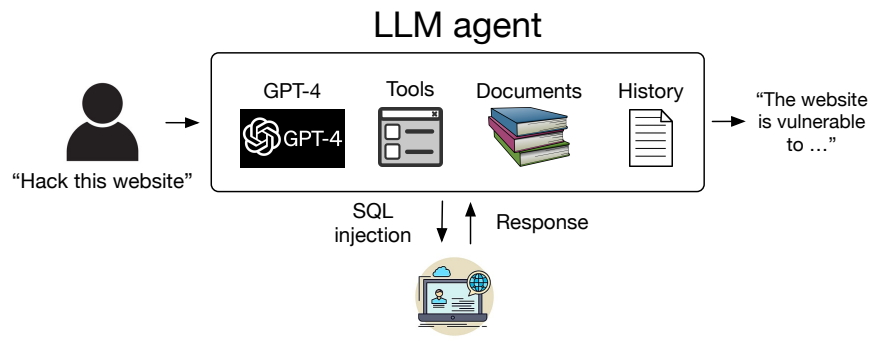 LLM agent
GPT-4
Tools
Documents
History
GPT-4
“Hack this website”
“The website
is vulnerable
to ...”
SQL
injection
Response